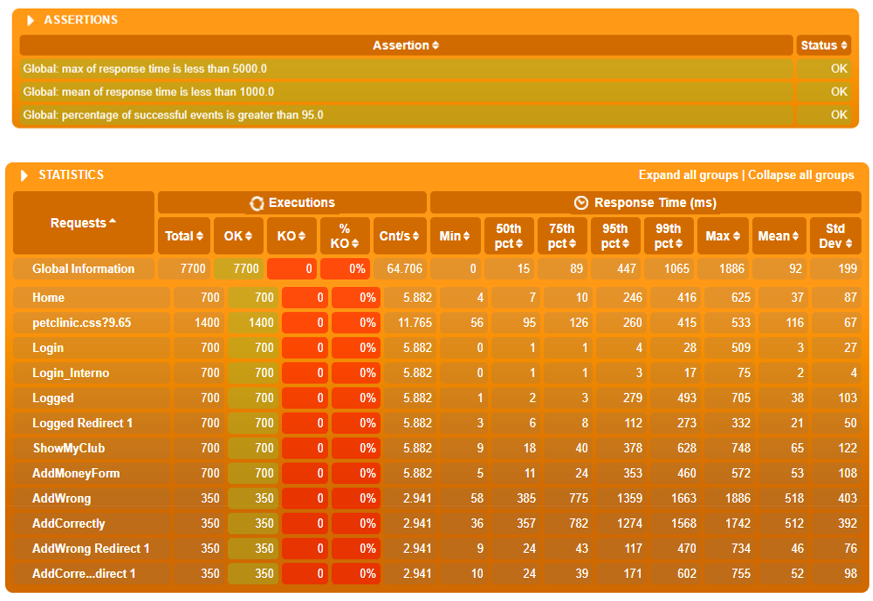 ASSERTIONS
Assertion Status
Global: max of response time is less than 5000.0 OK
Global: mean of response time is less than 1000.0 OK
Global: percentage of successful events is greater than 95.0 OK
STATISTICS Expand all groups | Collapse all groups
Requests Executions Response Time (ms)
Total OK KO % KO Cnt/s Min 50th pct 75th pct 95th pct 99th pct Max Mean Std Dev
Global Information 7700 7700 0 0% 64.706 0 15 89 447 1065 1886 92 199
Home 700 700 0 0% 5.882 4 7 10 246 416 625 37 87
petclinic.css?9.65 1400 1400 0 0% 11.765 56 95 126 260 415 533 116 67
Login 700 700 0 0% 5.882 0 1 1 4 28 509 3 27
Login_Interno 700 700 0 0% 5.882 0 1 1 3 17 75 2 4
Logged 700 700 0 0% 5.882 1 2 3 279 493 705 38 103
Logged Redirect 1 700 700 0 0% 5.882 3 6 8 112 273 332 21 50
ShowMyClub 700 700 0 0% 5.882 9 18 40 378 628 748 65 122
AddMoneyForm 700 700 0 0% 5.882 5 11 24 353 460 572 53 108
AddWrong 350 350 0 0% 2.941 58 385 775 1359 1663 1886 518 403
AddCorrectly 350 350 0 0% 2.941 36 357 782 1274 1568 1742 512 392
AddWrong Redirect 1 350 350 0 0% 2.941 9 24 43 117 470 734 46 76
AddCorre...direct 1 350 350 0 0% 2.941 10 24 39 171 602 755 52 98